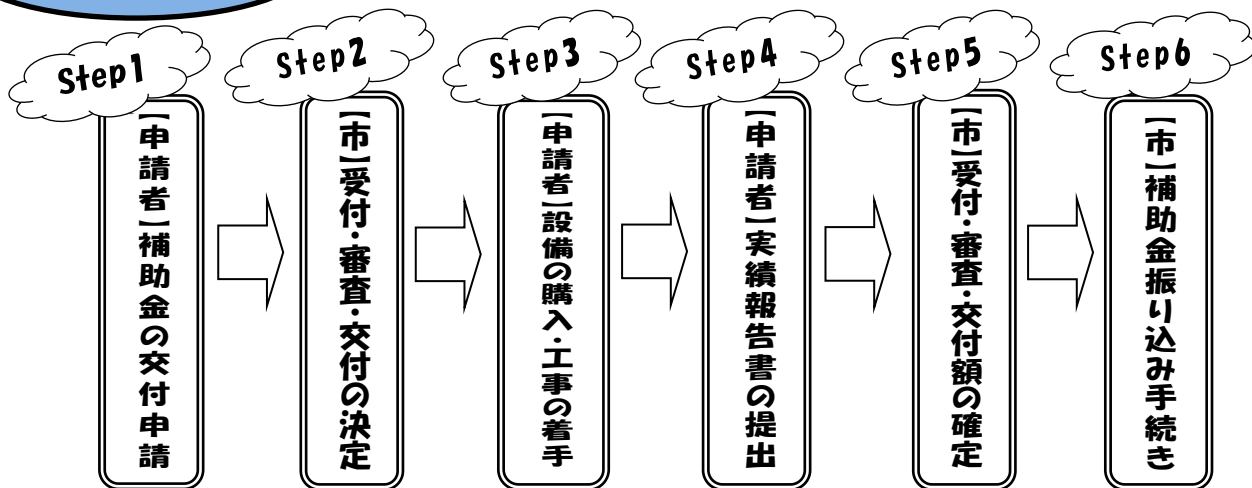 Step1
【申請者】補助金の交付申請
Step2
【市】受付・審査・交付の決定
Step3
【申請者】設備の購入・工事の着手
Step4
【申請者】実績報告書の提出
Step5
【市】受付・審査・交付額の確定
Step6
【市】補助金振り込み手続き